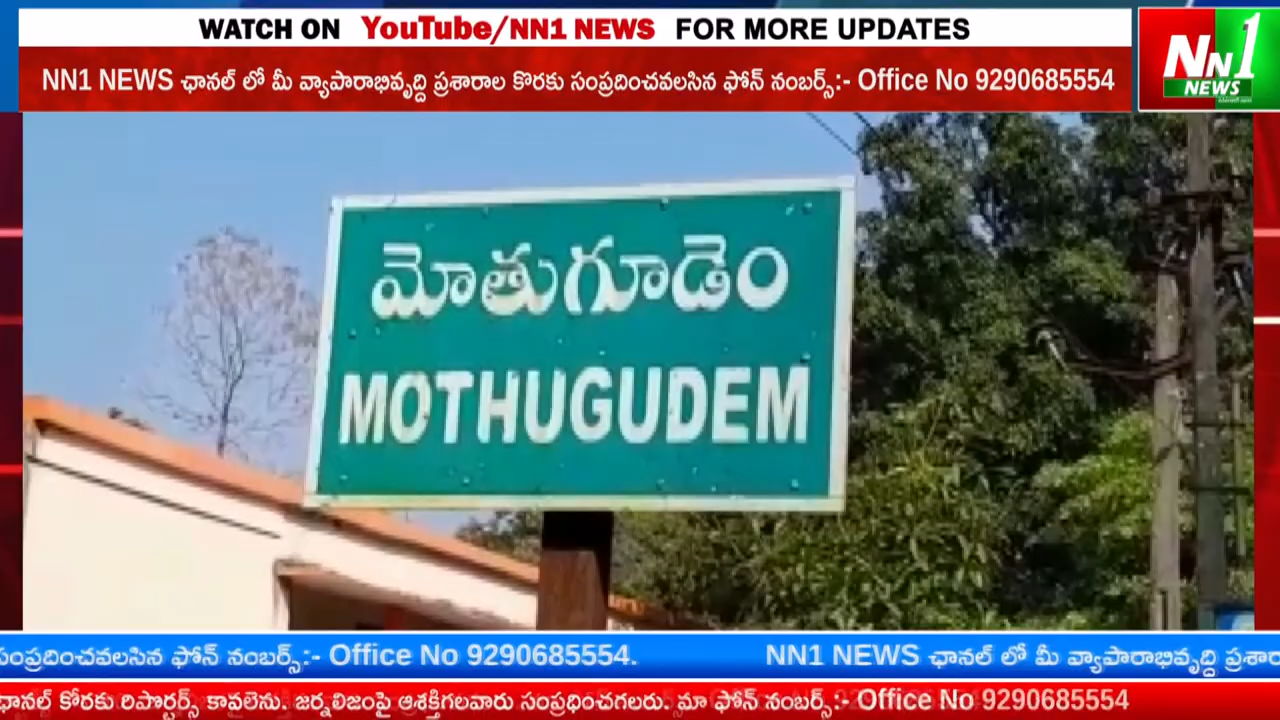 WATCH ON YouTube/NN1 NEWS FOR MORE UPDATES
NN1 NEWS ఛానల్ లో మీ వ్యాపారాభివృద్ది ప్రశారాల కొరకు సంప్రదించవలసిన ఫోన్ నంబర్స్:- Office No 9290685554
NN1
NEWS
మోతుగూడెం
MOTHUGUDEM
సంప్రదించవలసిన ఫోన్ నంబర్స్:- Office No 9290685554. NN1 NEWS ఛానల్ లో మీ వ్యాపారాభివృద్ది ప్రశార
ఛానల్ కోరకు రిపొర్టర్స్ కావలెను. జర్నలిజంపై ఆశక్తిగలవారు సంప్రధించగలరు. మా ఫోన్ నంబర్స్:- Office No 9290685554